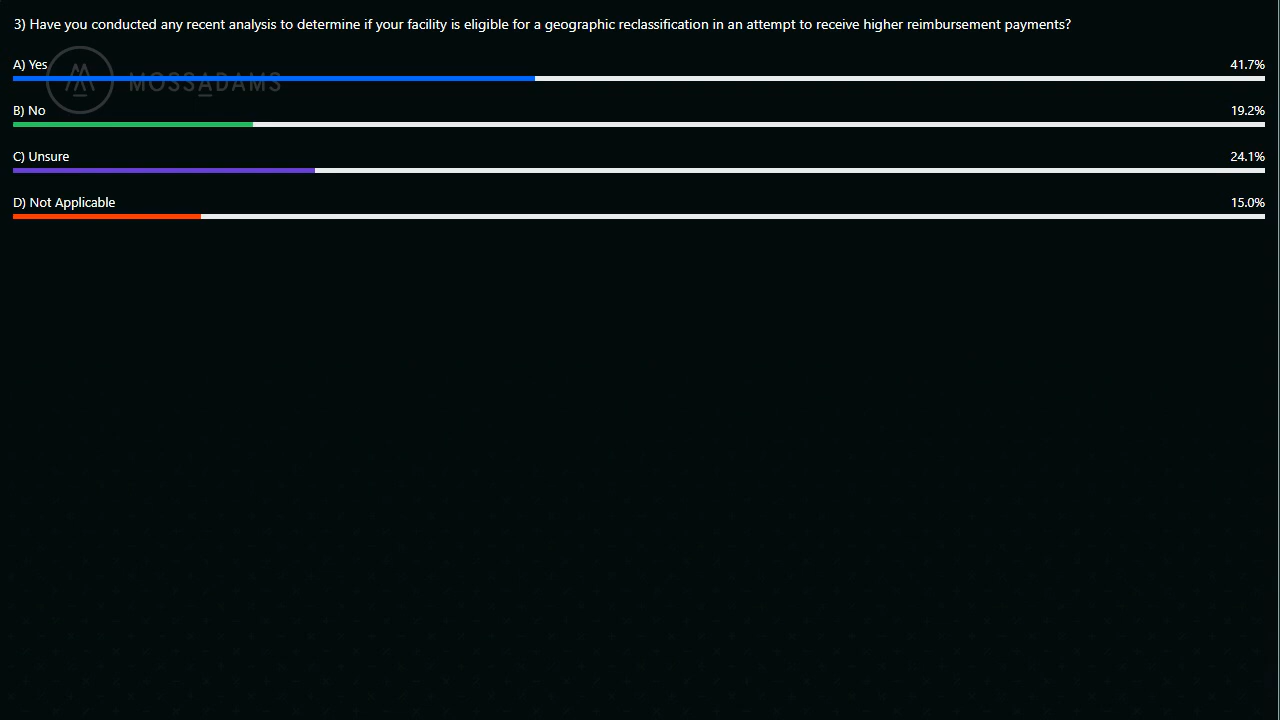 3) Have you conducted any recent analysis to determine if your facility is eligible for a geographic reclassification in an attempt to receive higher reimbursement payments?
A) Yes 41.7%
MOSSADAMS
B) No 19.2%
C) Unsure 24.1%
D) Not Applicable 15.0%